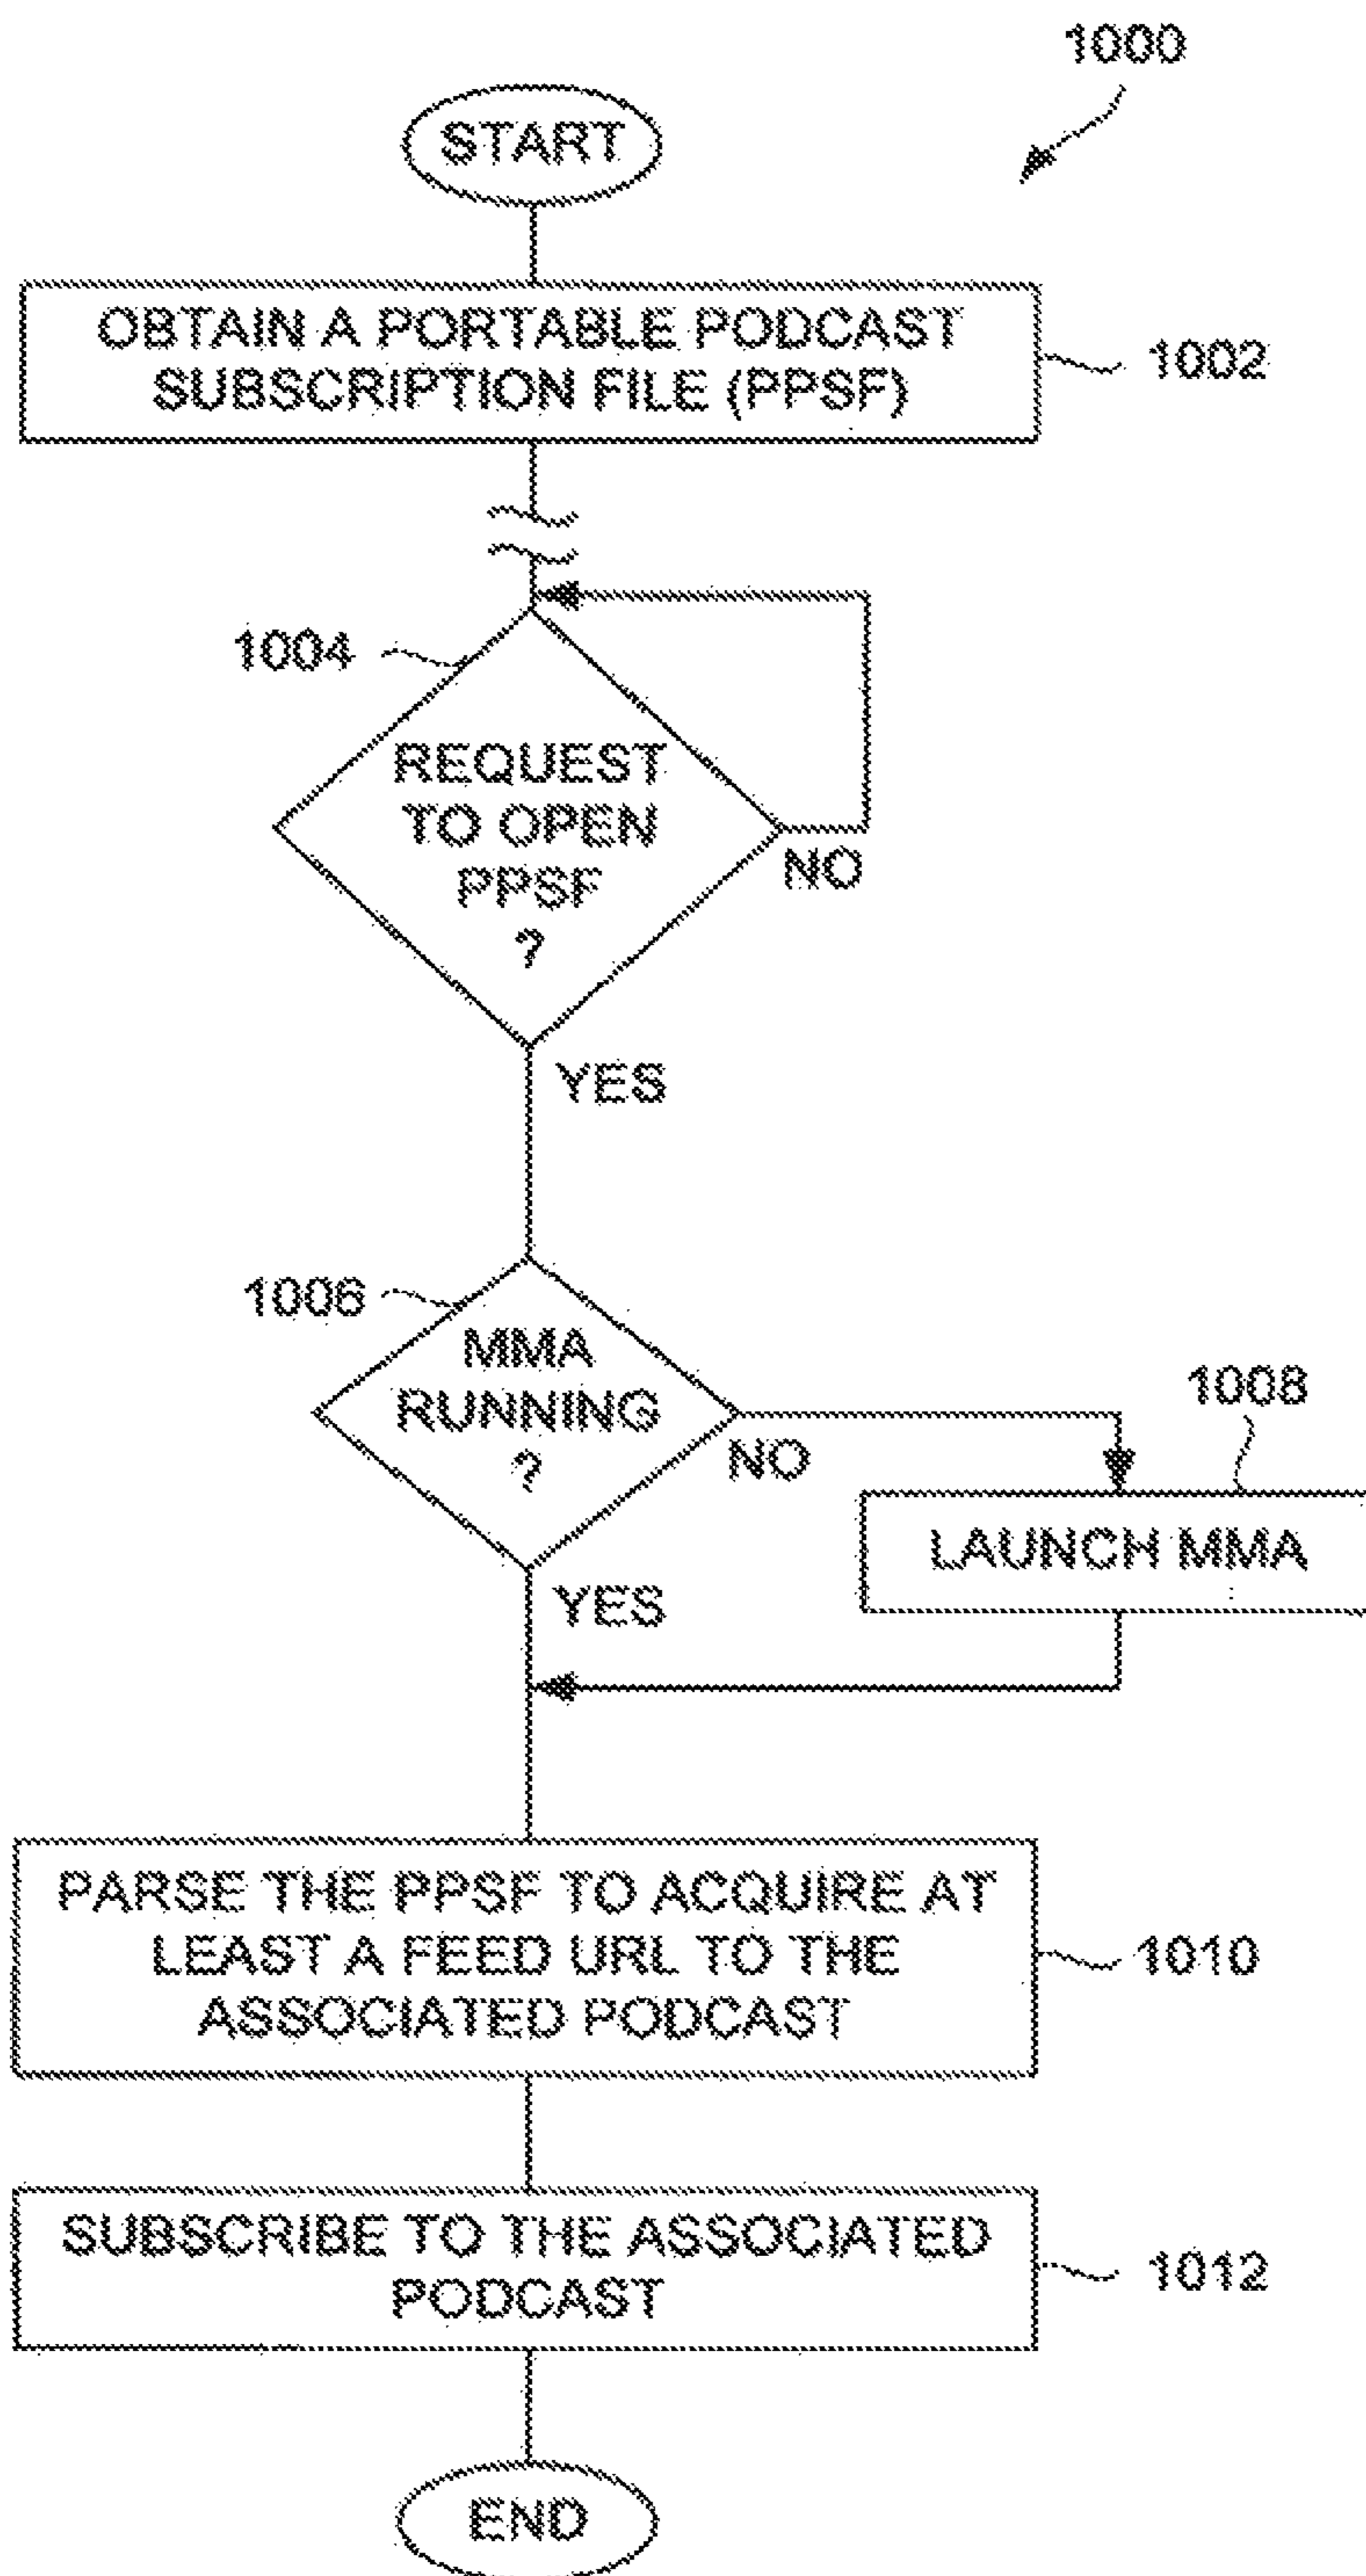 1000
START
OBTAIN A PORTABLE PODCAST
SUBSCRIPTION FILE (PPSF)
1002
1004
REQUEST
TO OPEN
PPSF
?
NO
YES
1006
MMA
RUNNING
?
NO
YES
1008
LAUNCH MMA
PARSE THE PPSF TO ACQUIRE AT
LEAST A FEED URL TO THE
ASSOCIATED PODCAST
1010
SUBSCRIBE TO THE ASSOCIATED
PODCAST
1012
END